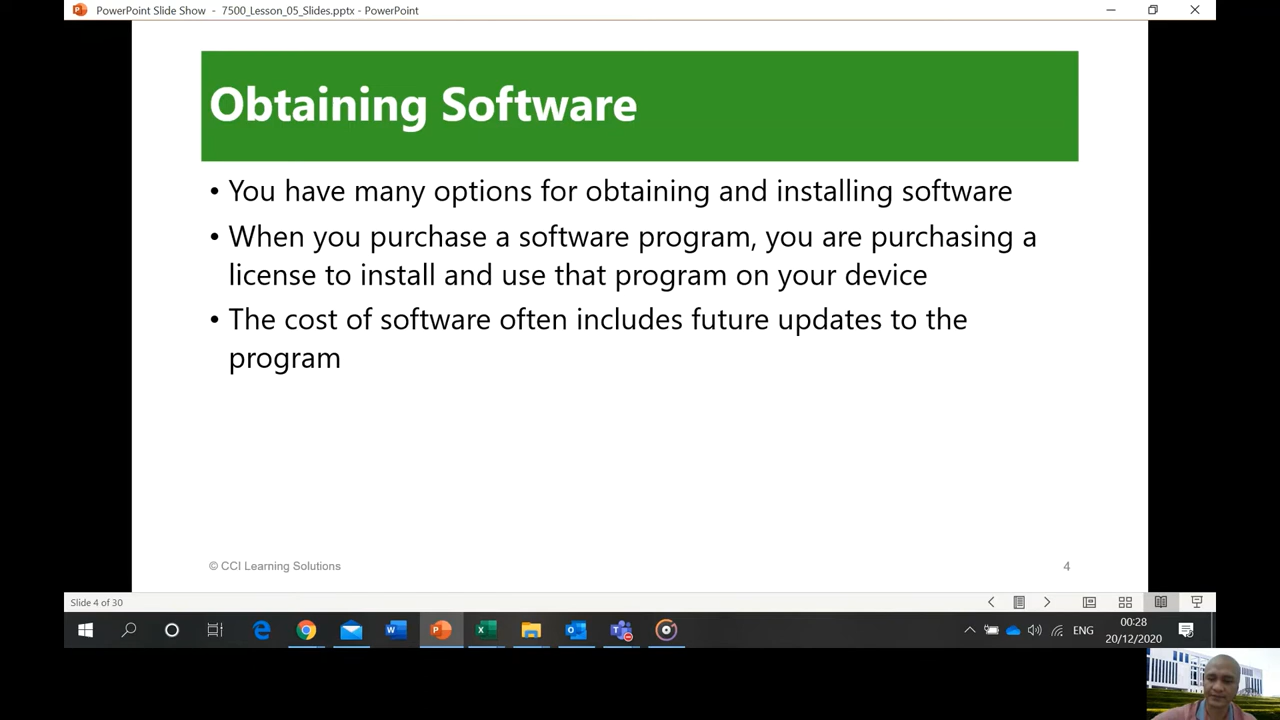 PowerPoint Slide Show - 7500_Lesson_05_Slides.pptx - PowerPoint
Obtaining Software
• You have many options for obtaining and installing software
• When you purchase a software program, you are purchasing a
license to install and use that program on your device
• The cost of software often includes future updates to the
program
© CCI Learning Solutions
4
Slide 4 of 30
ENG
00:28
20/12/2020